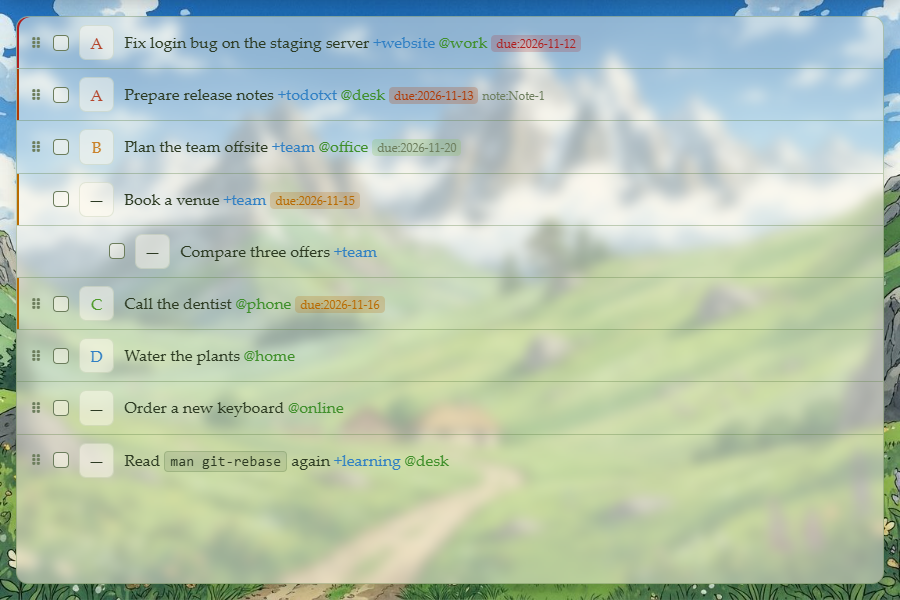 A Fix login bug on the staging server +website @work due:2026-11-12
A Prepare release notes +todotxt @desk due:2026-11-13 note:Note-1
B Plan the team offsite +team @office due:2026-11-20
— Book a venue +team due:2026-11-15
— Compare three offers +team
C Call the dentist @phone due:2026-11-16
D Water the plants @home
— Order a new keyboard @online
— Read man git-rebase again +learning @desk